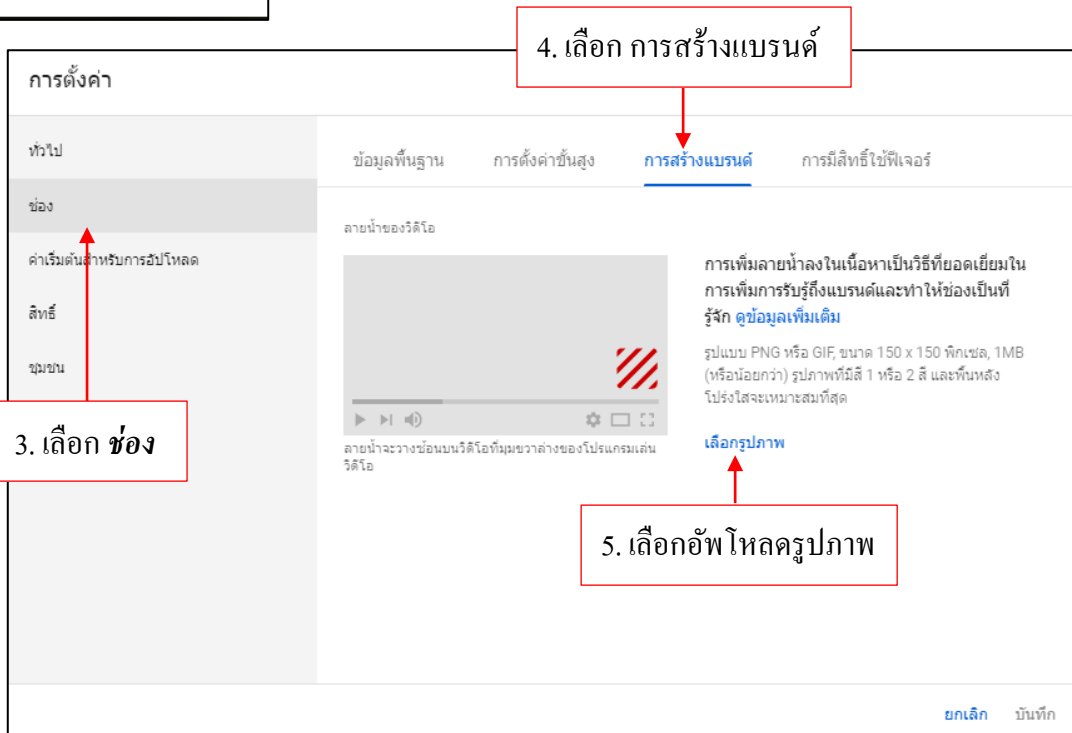 4. เลือก การสร้างแบรนด์
การตั้งค่า
ทั่วไป
ช่อง
ค่าเริ่มต้นสำหรับการอัปโหลด
สิทธิ์
ชุมชน
3. เลือก ช่อง
ข้อมูลพื้นฐาน การตั้งค่าขั้นสูง การสร้างแบรนด์ การมีสิทธิ์ใช้ฟีเจอร์
ลายน้ำของวิดีโอ
ลายน้ำจะวางซ้อนบนวิดีโอที่มุมขวาล่างของโปรแกรมเล่น
วิดีโอ
การเพิ่มลายน้ำลงในเนื้อหาเป็นวิธีที่ยอดเยี่ยมใน
การเพิ่มการรับรู้ถึงแบรนด์และทำให้ช่องเป็นที่
รู้จัก ดูข้อมูลเพิ่มเติม
รูปแบบ PNG หรือ GIF, ขนาด 150 x 150 พิกเซล, 1MB
(หรือน้อยกว่า) รูปภาพที่มีสี 1 หรือ 2 สี และพื้นหลัง
โปร่งใสจะเหมาะสมที่สุด
เลือกรูปภาพ
5. เลือกอัพโหลดรูปภาพ
ยกเลิก บันทึก